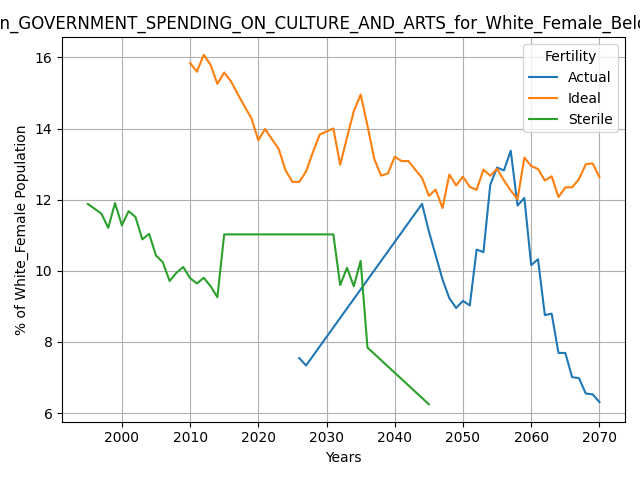 n_GOVERNMENT_SPENDING_ON_CULTURE_AND_ARTS_for_White_Female_Belo
Fertility
Actual
Ideal
Sterile
% of White_Female Population
16
14
12
10
8
6
2000 2010 2020 2030 2040 2050 2060 2070
Years